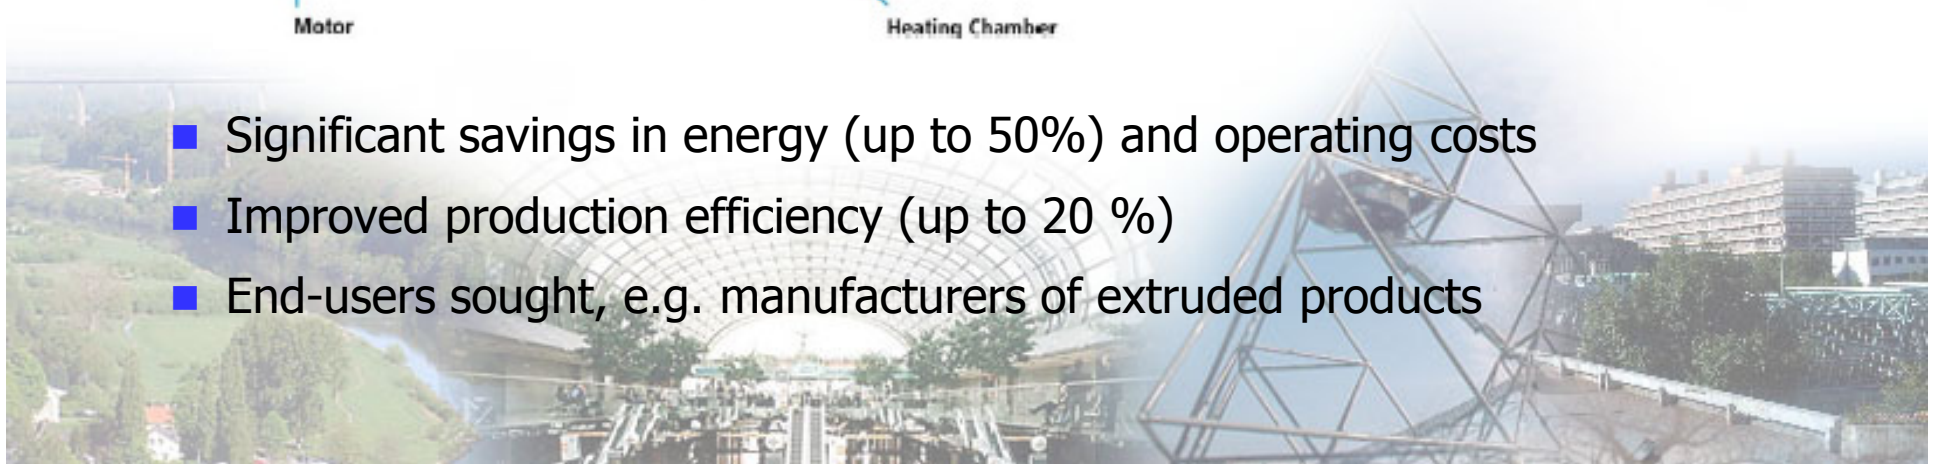 Motor
Heating Chamber
Significant savings in energy (up to 50%) and operating costs
Improved production efficiency (up to 20 %)
End-users sought, e.g. manufacturers of extruded products